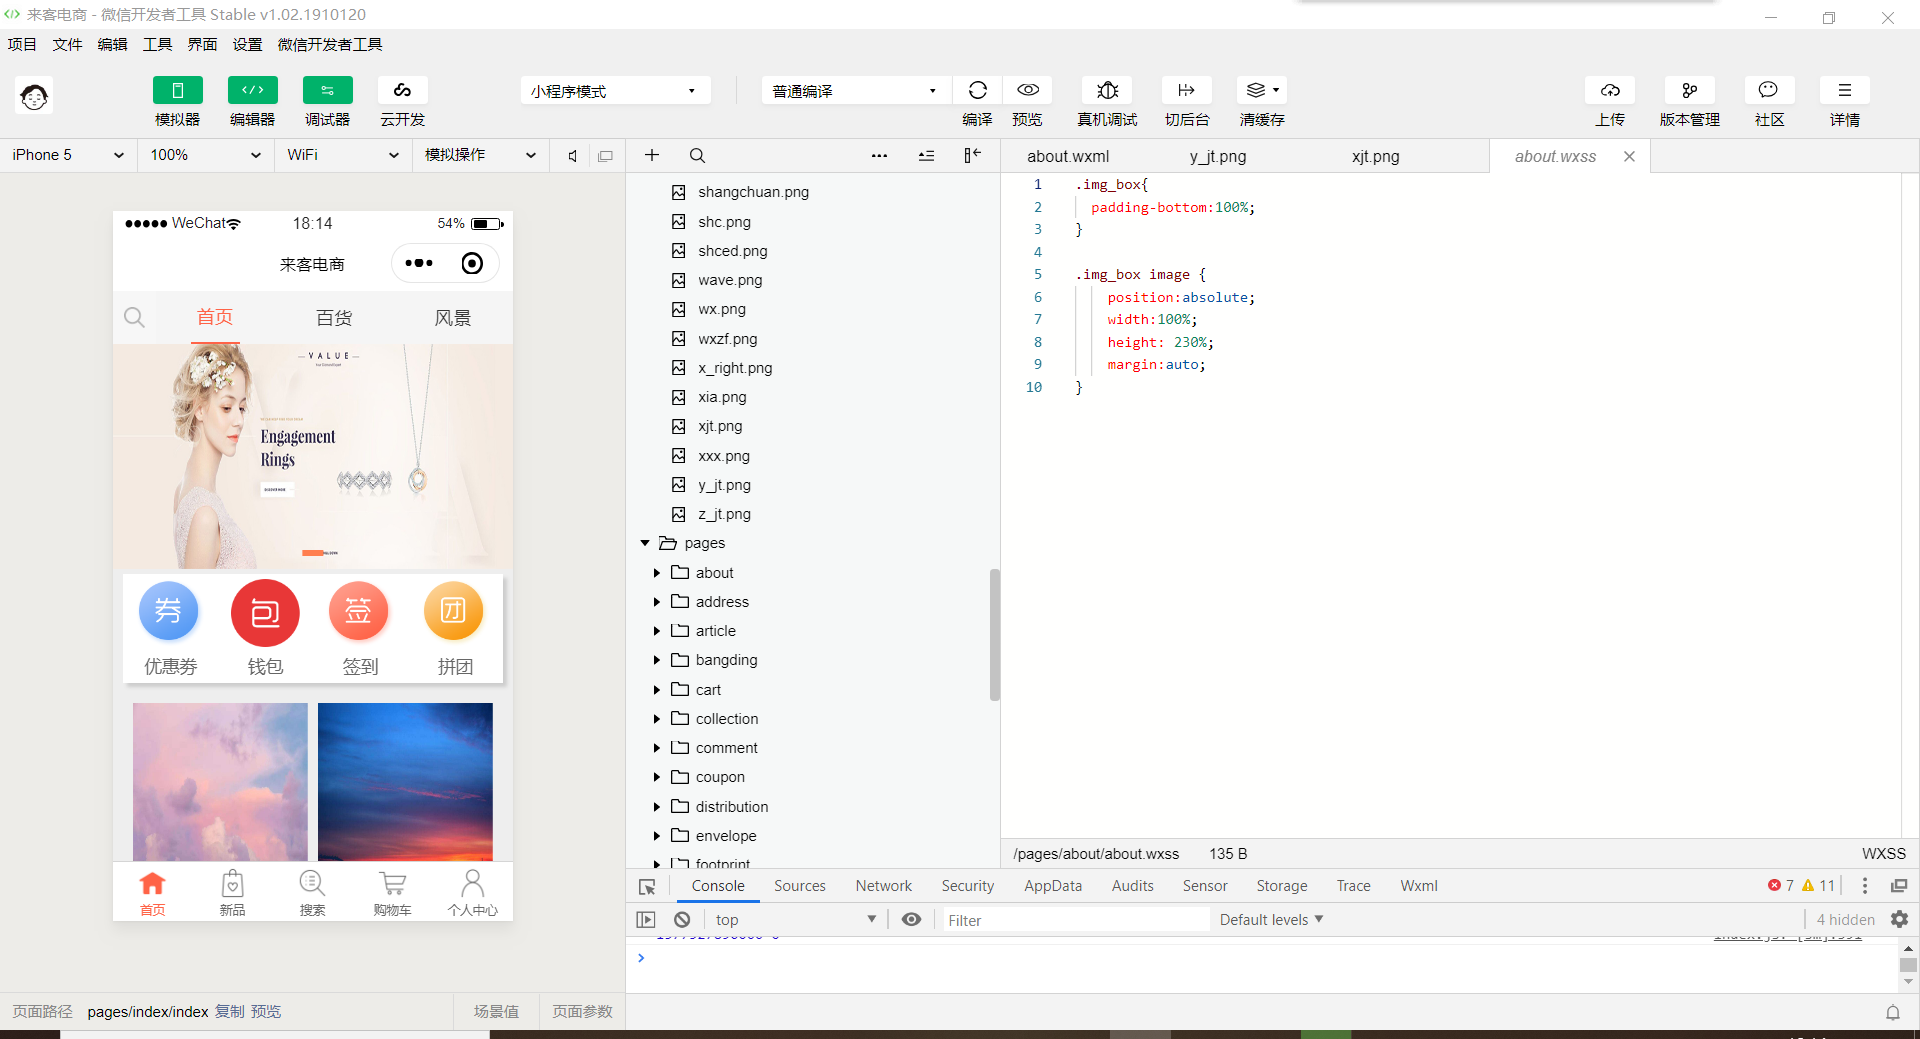 来客电商 - 微信开发者工具 Stable v1.02.1910120
项目 文件 编辑 工具 界面 设置 微信开发者工具
小程序模式 普通编译
模拟器 编辑器 调试器 云开发 编译 预览 真机调试 切后台 清缓存 上传 版本管理 社区 详情
iPhone 5 100% WiFi 模拟操作
WeChat 18:14 54%
来客电商
首页 百货 风景
VALUE
Engagement
Rings
券 包 签 团
优惠券 钱包 签到 拼团
首页 新品 搜索 购物车 个人中心
页面路径 pages/index/index 复制 预览 场景值 页面参数
shangchuan.png
shc.png
shced.png
wave.png
wx.png
wxzf.png
x_right.png
xia.png
xjt.png
xxx.png
y_jt.png
z_jt.png
pages
about
address
article
bangding
cart
collection
comment
coupon
distribution
envelope
footprint
about.wxml y_jt.png xjt.png about.wxss
1 .img_box{
2 padding-bottom:100%;
3 }
4
5 .img_box image {
6 position:absolute;
7 width:100%;
8 height: 230%;
9 margin:auto;
10 }
/pages/about/about.wxss 135 B WXSS
Console Sources Network Security AppData Audits Sensor Storage Trace Wxml 7 11
top Filter Default levels 4 hidden